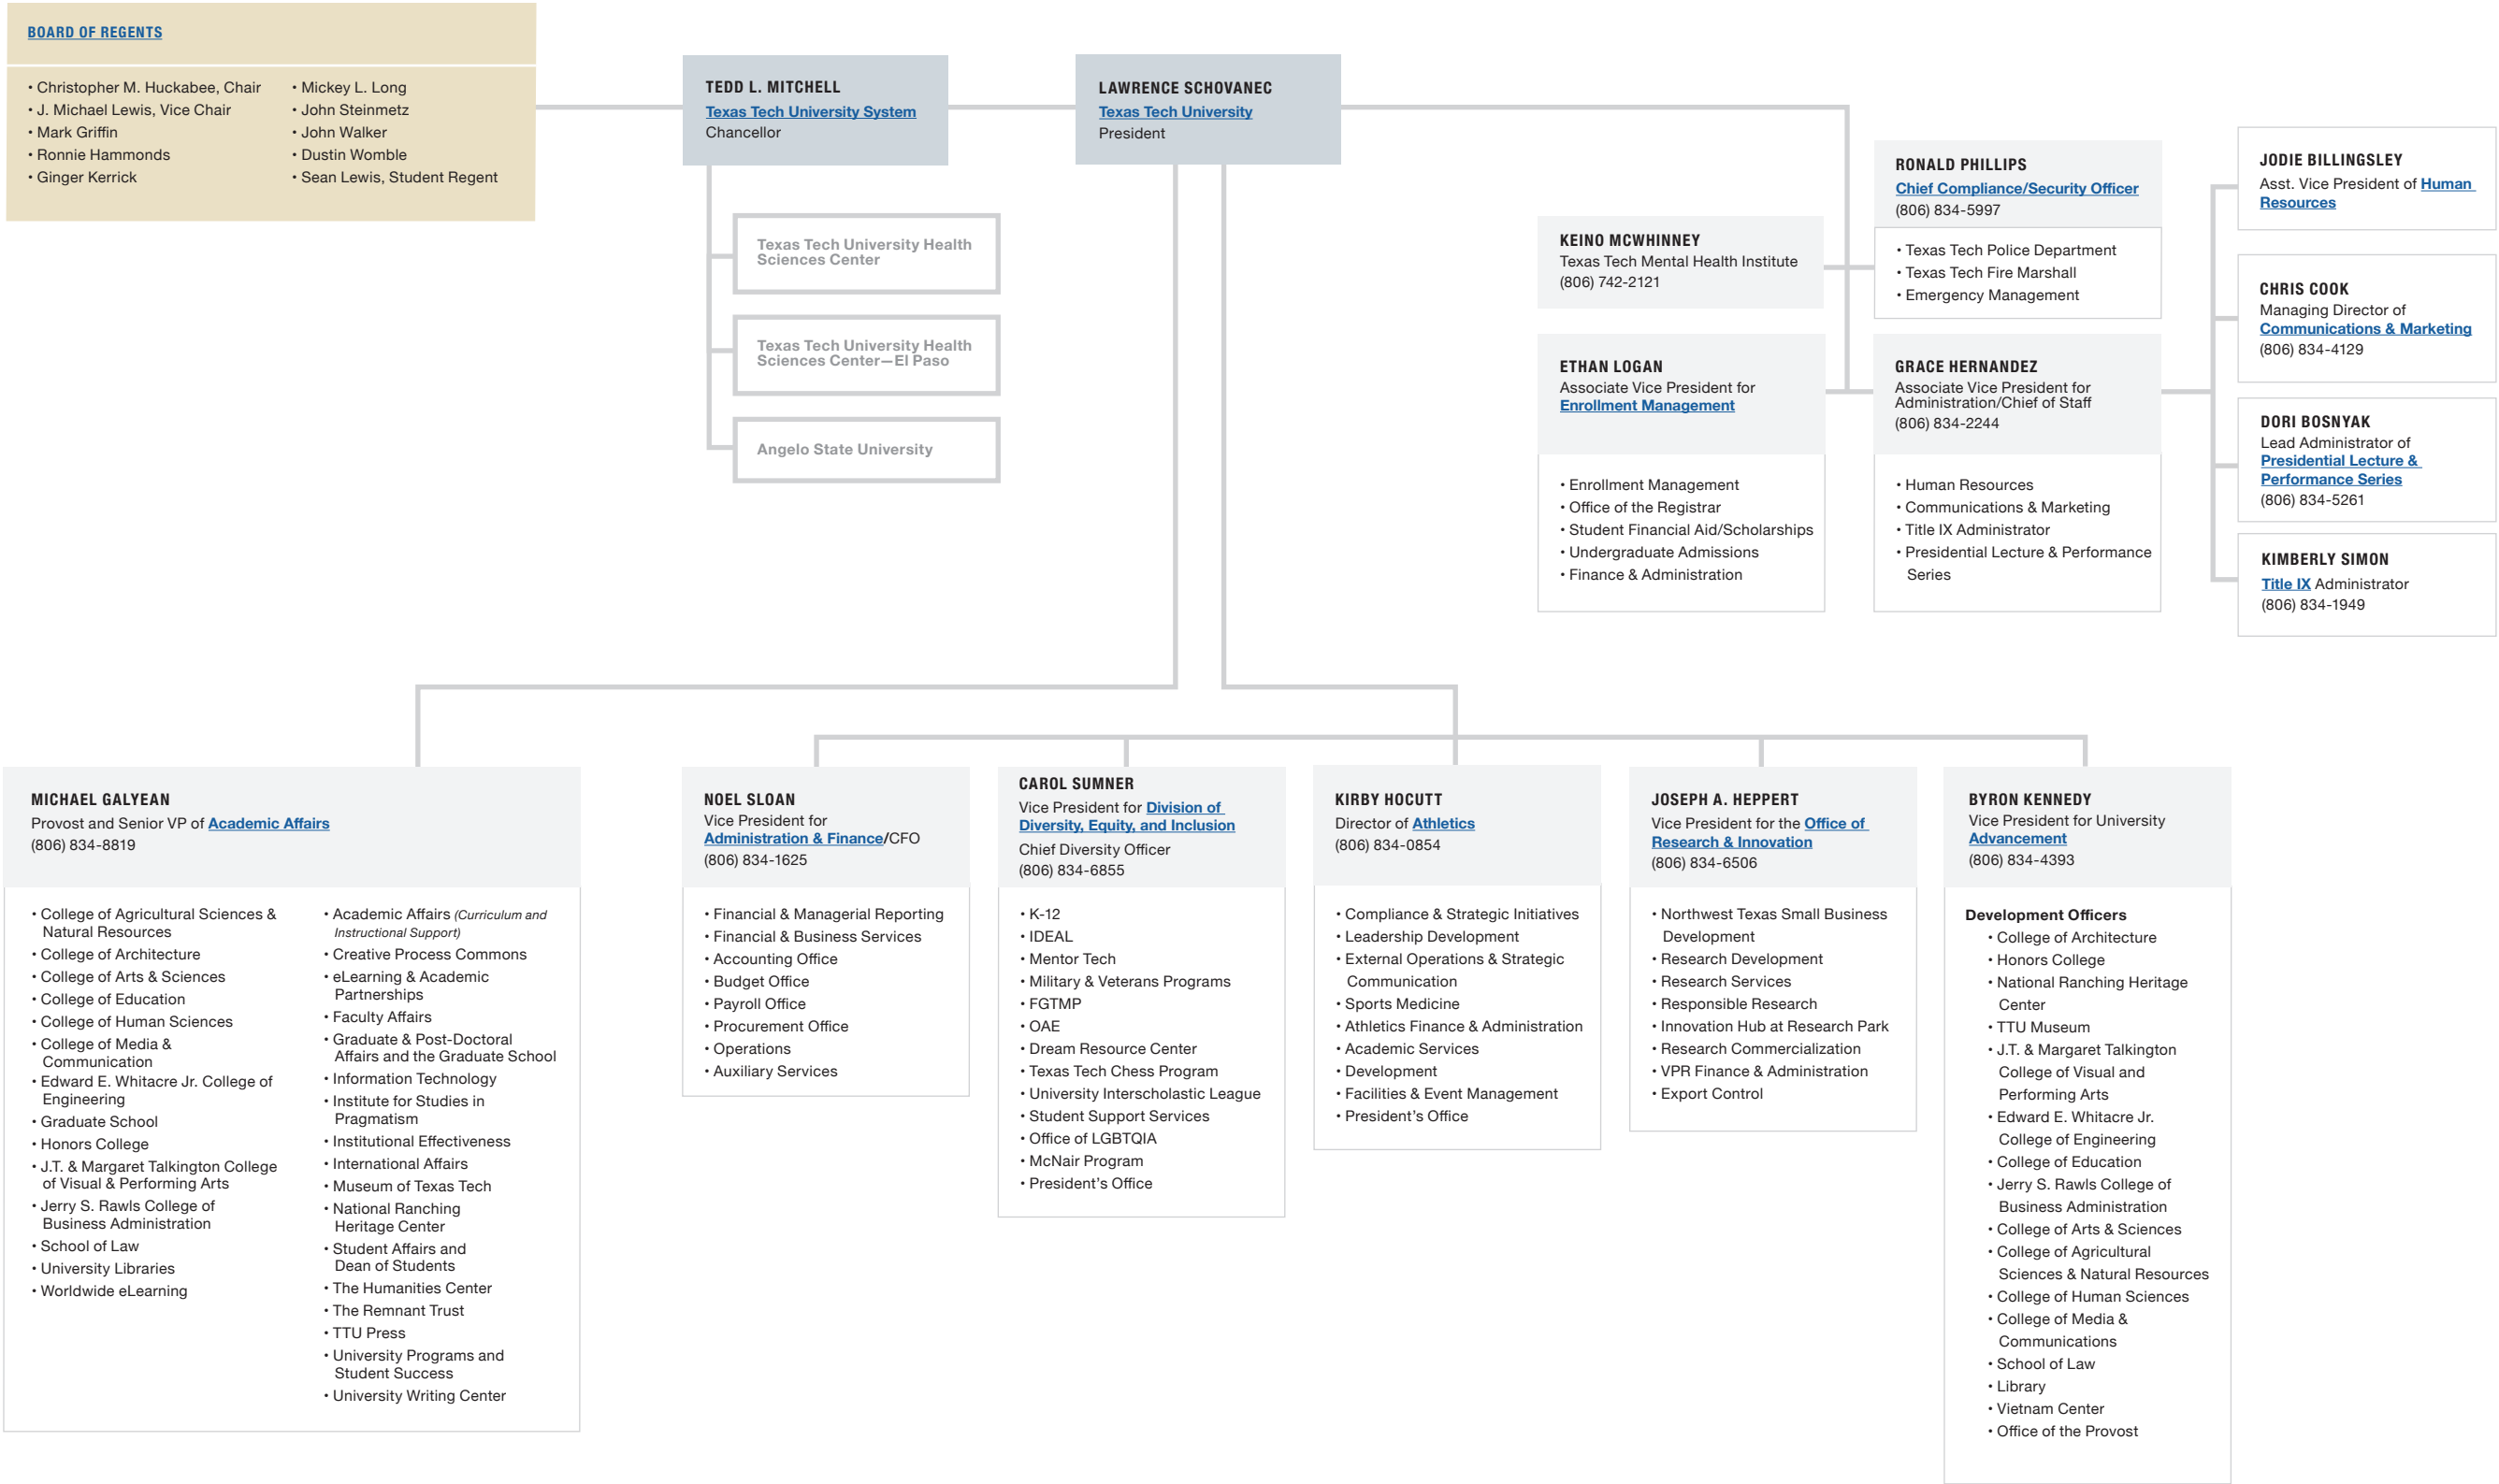 BOARD OF REGENTS
• Christopher M. Huckabee, Chair
• J. Michael Lewis, Vice Chair
• Mark Griffin
• Ronnie Hammonds
• Ginger Kerrick
• Mickey L. Long
• John Steinmetz
• John Walker
• Dustin Womble
• Sean Lewis, Student Regent
TEDD L. MITCHELL
Texas Tech University System
Chancellor
LAWRENCE SCHOVANEC
Texas Tech University
President
Texas Tech University Health
Sciences Center
Texas Tech University Health
Sciences Center—El Paso
Angelo State University
KEINO MCWHINNEY
Texas Tech Mental Health Institute
(806) 742-2121
RONALD PHILLIPS
Chief Compliance/Security Officer
(806) 834-5997
• Texas Tech Police Department
• Texas Tech Fire Marshall
• Emergency Management
ETHAN LOGAN
Associate Vice President for
Enrollment Management
• Enrollment Management
• Office of the Registrar
• Student Financial Aid/Scholarships
• Undergraduate Admissions
• Finance & Administration
GRACE HERNANDEZ
Associate Vice President for
Administration/Chief of Staff
(806) 834-2244
• Human Resources
• Communications & Marketing
• Title IX Administrator
• Presidential Lecture & Performance
Series
JODIE BILLINGSLEY
Asst. Vice President of Human
Resources
CHRIS COOK
Managing Director of
Communications & Marketing
(806) 834-4129
DORI BOSNYAK
Lead Administrator of
Presidential Lecture &
Performance Series
(806) 834-5261
KIMBERLY SIMON
Title IX Administrator
(806) 834-1949
MICHAEL GALYEAN
Provost and Senior VP of Academic Affairs
(806) 834-8819
• College of Agricultural Sciences &
Natural Resources
• College of Architecture
• College of Arts & Sciences
• College of Education
• College of Human Sciences
• College of Media &
Communication
• Edward E. Whitacre Jr. College of
Engineering
• Graduate School
• Honors College
• J.T. & Margaret Talkington College
of Visual & Performing Arts
• Jerry S. Rawls College of
Business Administration
• School of Law
• University Libraries
• Worldwide eLearning
• Academic Affairs (Curriculum and
Instructional Support)
• Creative Process Commons
• eLearning & Academic
Partnerships
• Faculty Affairs
• Graduate & Post-Doctoral
Affairs and the Graduate School
• Information Technology
• Institute for Studies in
Pragmatism
• Institutional Effectiveness
• International Affairs
• Museum of Texas Tech
• National Ranching
Heritage Center
• Student Affairs and
Dean of Students
• The Humanities Center
• The Remnant Trust
• TTU Press
• University Programs and
Student Success
• University Writing Center
NOEL SLOAN
Vice President for
Administration & Finance/CFO
(806) 834-1625
• Financial & Managerial Reporting
• Financial & Business Services
• Accounting Office
• Budget Office
• Payroll Office
• Procurement Office
• Operations
• Auxiliary Services
CAROL SUMNER
Vice President for Division of
Diversity, Equity, and Inclusion
Chief Diversity Officer
(806) 834-6855
• K-12
• IDEAL
• Mentor Tech
• Military & Veterans Programs
• FGTMP
• OAE
• Dream Resource Center
• Texas Tech Chess Program
• University Interscholastic League
• Student Support Services
• Office of LGBTQIA
• McNair Program
• President's Office
KIRBY HOCUTT
Director of Athletics
(806) 834-0854
• Compliance & Strategic Initiatives
• Leadership Development
• External Operations & Strategic
Communication
• Sports Medicine
• Athletics Finance & Administration
• Academic Services
• Development
• Facilities & Event Management
• President's Office
JOSEPH A. HEPPERT
Vice President for the Office of
Research & Innovation
(806) 834-6506
• Northwest Texas Small Business
Development
• Research Development
• Research Services
• Responsible Research
• Innovation Hub at Research Park
• Research Commercialization
• VPR Finance & Administration
• Export Control
BYRON KENNEDY
Vice President for University
Advancement
(806) 834-4393
Development Officers
• College of Architecture
• Honors College
• National Ranching Heritage
Center
• TTU Museum
• J.T. & Margaret Talkington
College of Visual and
Performing Arts
• Edward E. Whitacre Jr.
College of Engineering
• College of Education
• Jerry S. Rawls College of
Business Administration
• College of Arts & Sciences
• College of Agricultural
Sciences & Natural Resources
• College of Human Sciences
• College of Media &
Communications
• School of Law
• Library
• Vietnam Center
• Office of the Provost